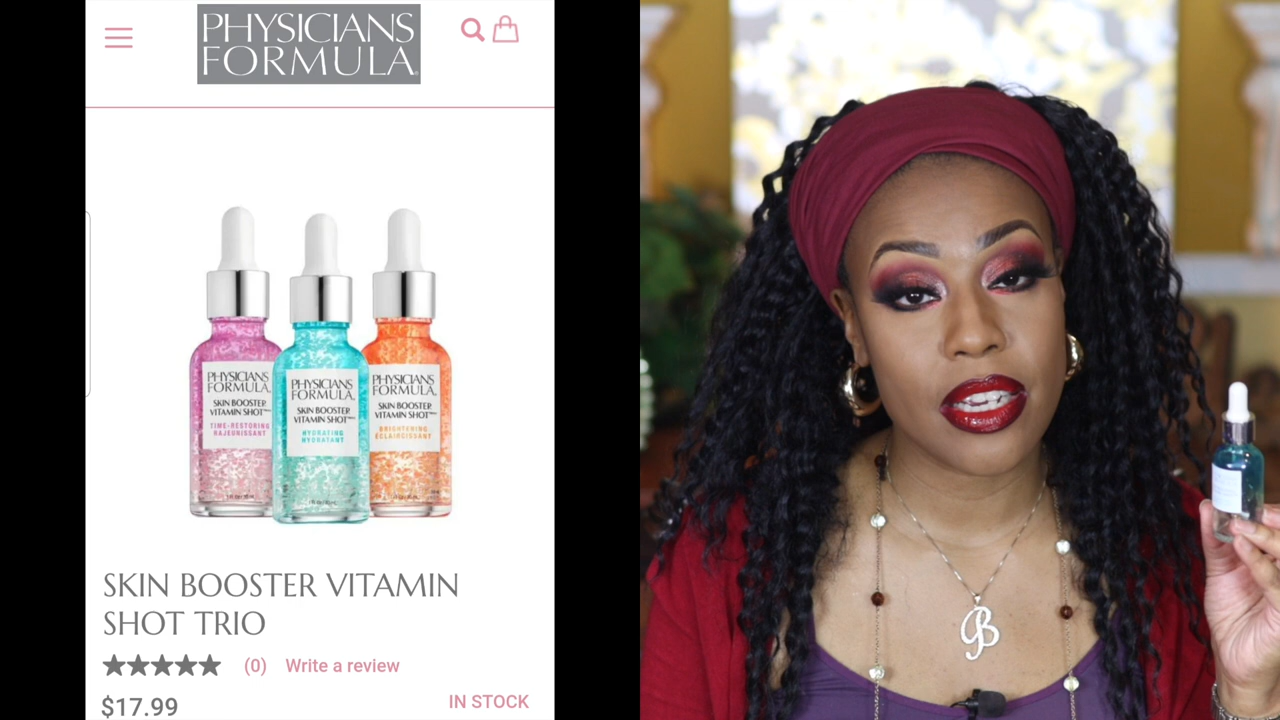 PHYSICIANS
FORMULA
PHYSICIANS
FORMULA
SKIN BOOSTER
VITAMIN SHOT
TIME-RESTORING
RAJEUNISSANT
PHYSICIANS
FORMULA
SKIN BOOSTER
VITAMIN SHOT
HYDRATING
HYDRATANT
PHYSICIANS
FORMULA
SKIN BOOSTER
VITAMIN SHOT
BRIGHTENING
ÉCLAIRCISSANT
SKIN BOOSTER VITAMIN
SHOT TRIO
(0) Write a review
$17.99
IN STOCK
B